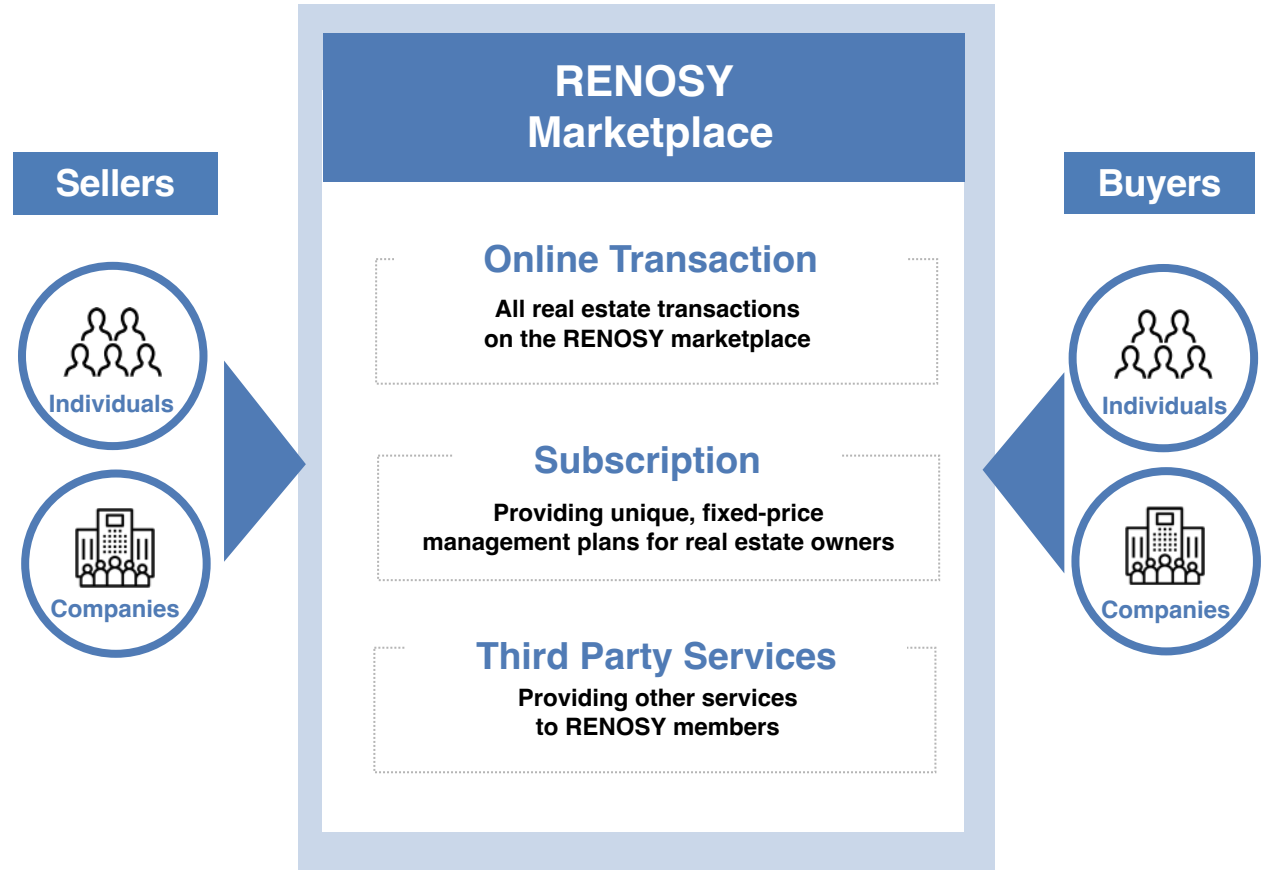 RENOSY
Marketplace
Sellers
Individuals
Companies
Online Transaction
All real estate transactions
on the RENOSY marketplace
Subscription
Providing unique, fixed-price
management plans for real estate owners
Third Party Services
Providing other services
to RENOSY members
Buyers
Individuals
Companies